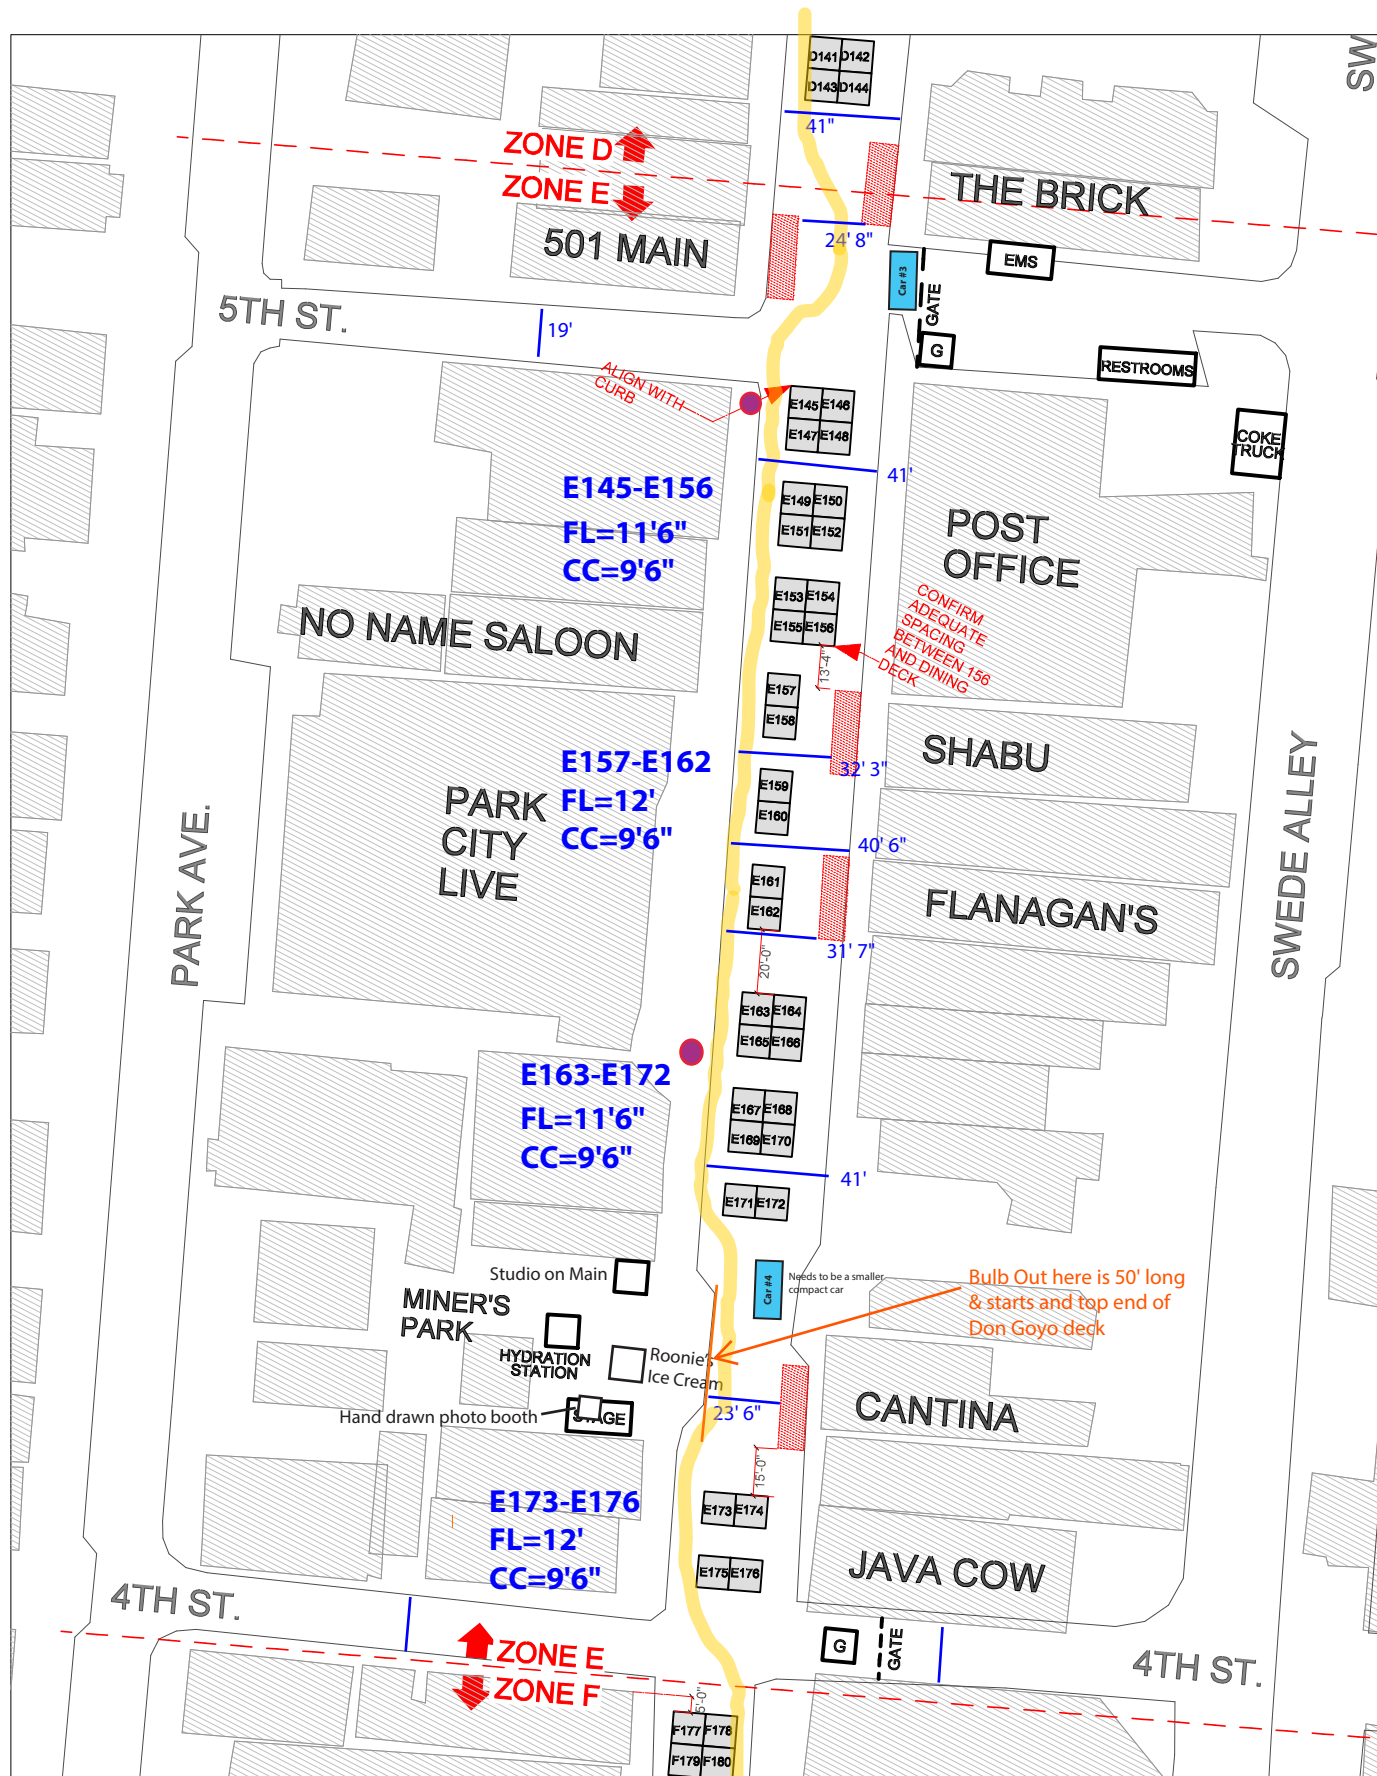 SW
D141 D142
D143 D144
41"
ZONE D
ZONE E
THE BRICK
501 MAIN
24' 8"
EMS
Car #3
GATE
5TH ST.
19'
G
RESTROOMS
ALIGN WITH
CURB
E145 E146
E147 E148
COKE
TRUCK
41'
E145-E156
FL=11'6"
CC=9'6"
E149 E150
E151 E152
POST
OFFICE
E153 E154
E155 E156
CONFIRM
ADEQUATE
SPACING
BETWEEN 156
AND DINING
DECK
NO NAME SALOON
13'-4"
E157
E158
SHABU
32' 3"
E157-E162
FL=12'
CC=9'6"
E159
E160
PARK
CITY
LIVE
40' 6"
PARK AVE.
SWEDE ALLEY
E161
E162
FLANAGAN'S
31' 7"
20'-0"
E163 E164
E165 E166
E163-E172
FL=11'6"
CC=9'6"
E167 E168
E169 E170
41'
E171 E172
Studio on Main
Car #4
Needs to be a smaller
compact car
Bulb Out here is 50' long
& starts and top end of
Don Goyo deck
MINER'S
PARK
HYDRATION
STATION
Roonie's
Ice Cream
Hand drawn photo booth
STAGE
23' 6"
CANTINA
15'-0"
E173-E176
FL=12'
CC=9'6"
E173 E174
E175 E176
JAVA COW
4TH ST.
G
GATE
ZONE E
ZONE F
4TH ST.
5'-0"
F177 F178
F179 F180